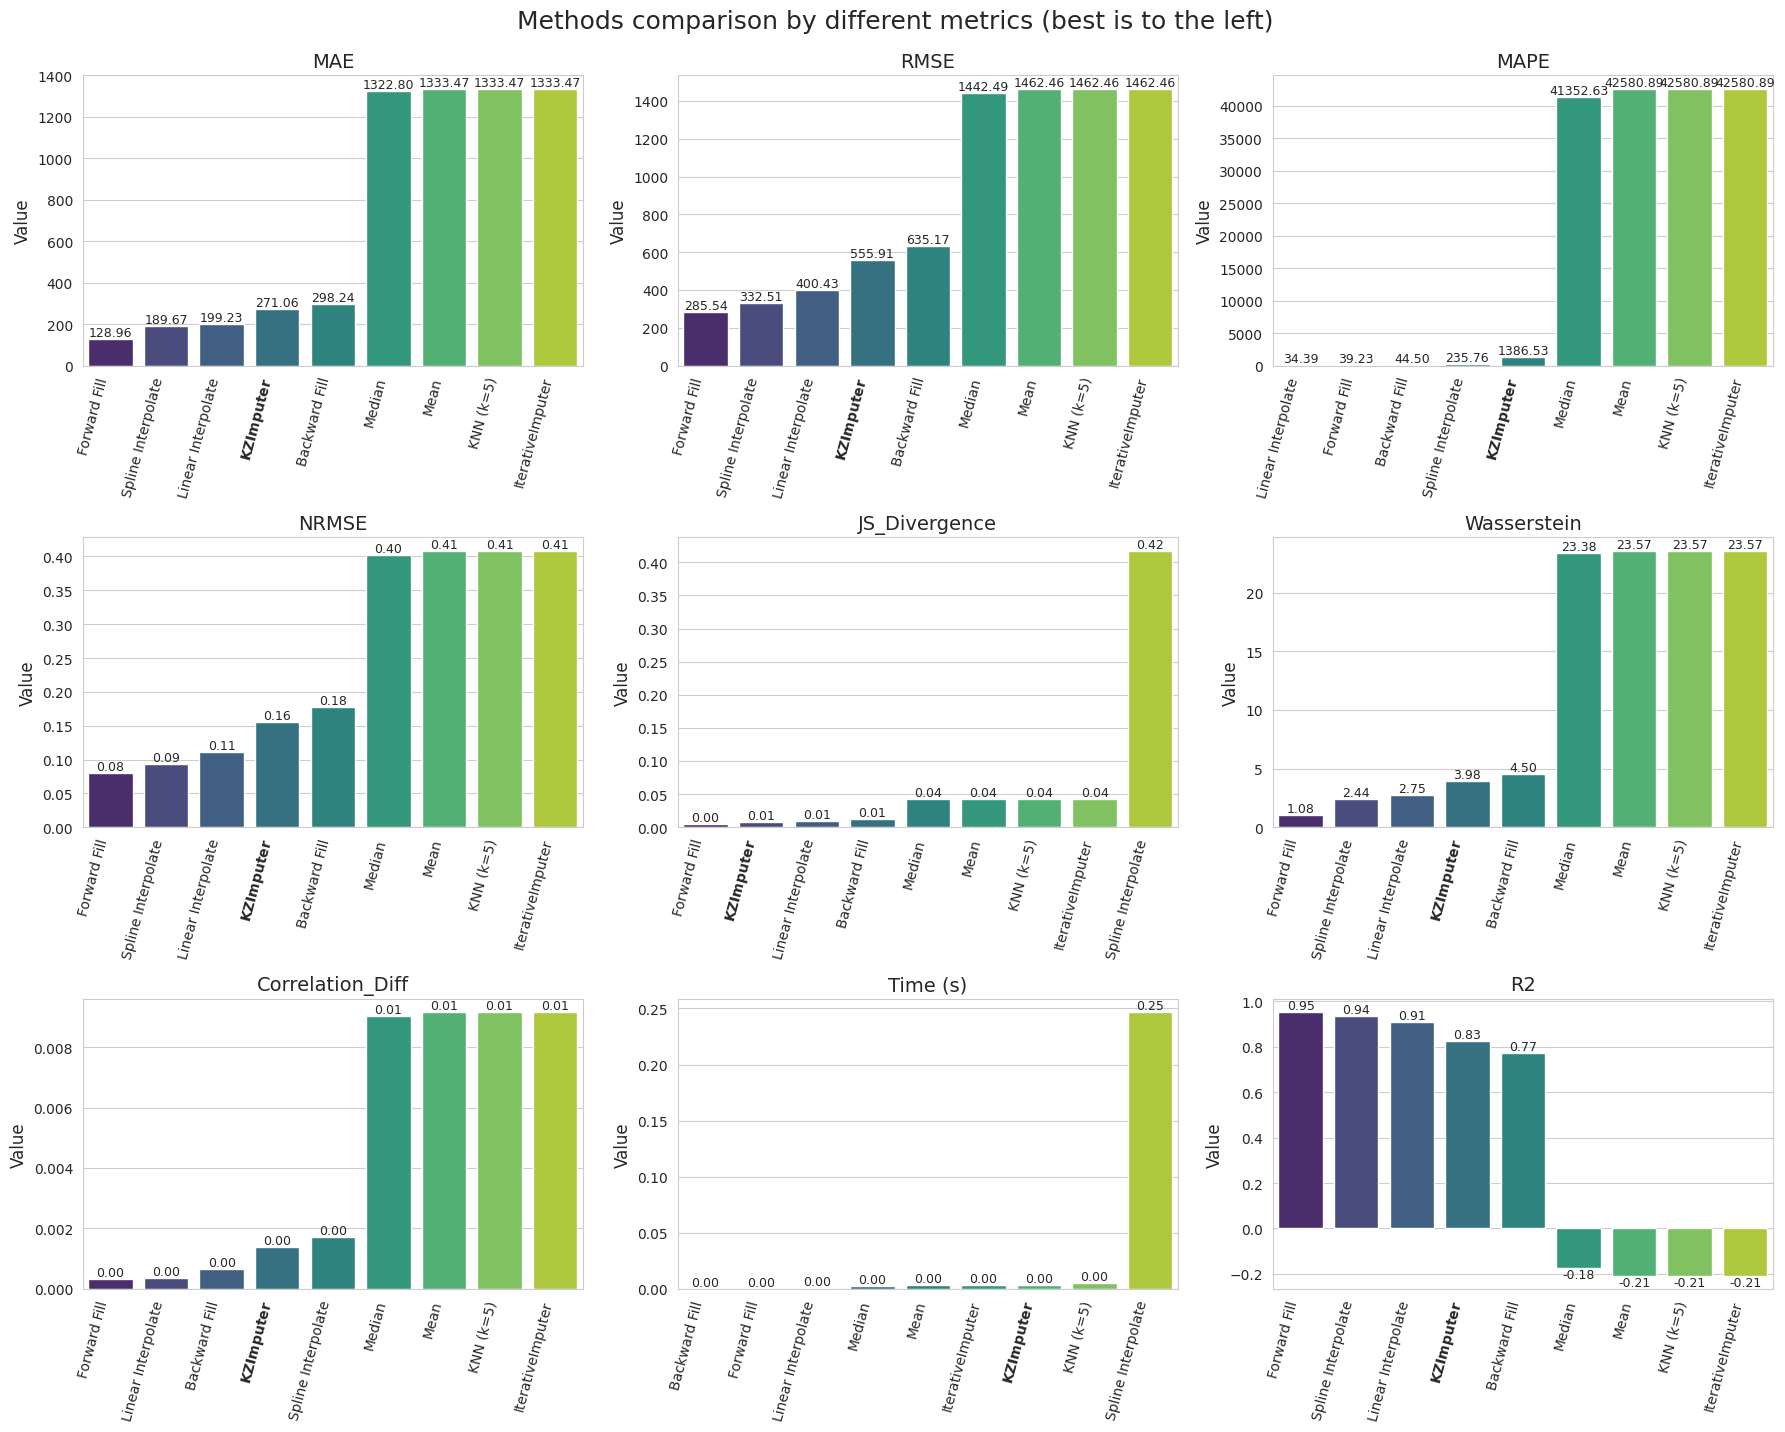 Methods comparison by different metrics (best is to the left)
MAE
Value
1400
1200
1000
800
600
400
200
0
128.96
189.67
199.23
271.06
298.24
1322.80
1333.47
1333.47
1333.47
Forward Fill
Spline Interpolate
Linear Interpolate
KZImputer
Backward Fill
Median
Mean
KNN (k=5)
IterativeImputer
RMSE
Value
1400
1200
1000
800
600
400
200
0
285.54
332.51
400.43
555.91
635.17
1442.49
1462.46
1462.46
1462.46
Forward Fill
Spline Interpolate
Linear Interpolate
KZImputer
Backward Fill
Median
Mean
KNN (k=5)
IterativeImputer
MAPE
Value
40000
35000
30000
25000
20000
15000
10000
5000
0
34.39
39.23
44.50
235.76
1386.53
41352.63
42580.89
42580.89
42580.89
Linear Interpolate
Forward Fill
Backward Fill
Spline Interpolate
KZImputer
Median
Mean
KNN (k=5)
IterativeImputer
NRMSE
Value
0.40
0.35
0.30
0.25
0.20
0.15
0.10
0.05
0.00
0.08
0.09
0.11
0.16
0.18
0.40
0.41
0.41
0.41
Forward Fill
Spline Interpolate
Linear Interpolate
KZImputer
Backward Fill
Median
Mean
KNN (k=5)
IterativeImputer
JS_Divergence
Value
0.40
0.35
0.30
0.25
0.20
0.15
0.10
0.05
0.00
0.00
0.01
0.01
0.01
0.04
0.04
0.04
0.04
0.42
Forward Fill
KZImputer
Linear Interpolate
Backward Fill
Median
Mean
KNN (k=5)
IterativeImputer
Spline Interpolate
Wasserstein
Value
20
15
10
5
0
1.08
2.44
2.75
3.98
4.50
23.38
23.57
23.57
23.57
Forward Fill
Spline Interpolate
Linear Interpolate
KZImputer
Backward Fill
Median
Mean
KNN (k=5)
IterativeImputer
Correlation_Diff
Value
0.008
0.006
0.004
0.002
0.000
0.00
0.00
0.00
0.00
0.00
0.01
0.01
0.01
0.01
Forward Fill
Linear Interpolate
Backward Fill
KZImputer
Spline Interpolate
Median
Mean
KNN (k=5)
IterativeImputer
Time (s)
Value
0.25
0.20
0.15
0.10
0.05
0.00
0.00
0.00
0.00
0.00
0.00
0.00
0.00
0.00
0.25
Backward Fill
Forward Fill
Linear Interpolate
Median
Mean
IterativeImputer
KZImputer
KNN (k=5)
Spline Interpolate
R2
Value
1.0
0.8
0.6
0.4
0.2
0.0
−0.2
0.95
0.94
0.91
0.83
0.77
-0.18
-0.21
-0.21
-0.21
Forward Fill
Spline Interpolate
Linear Interpolate
KZImputer
Backward Fill
Median
Mean
KNN (k=5)
IterativeImputer